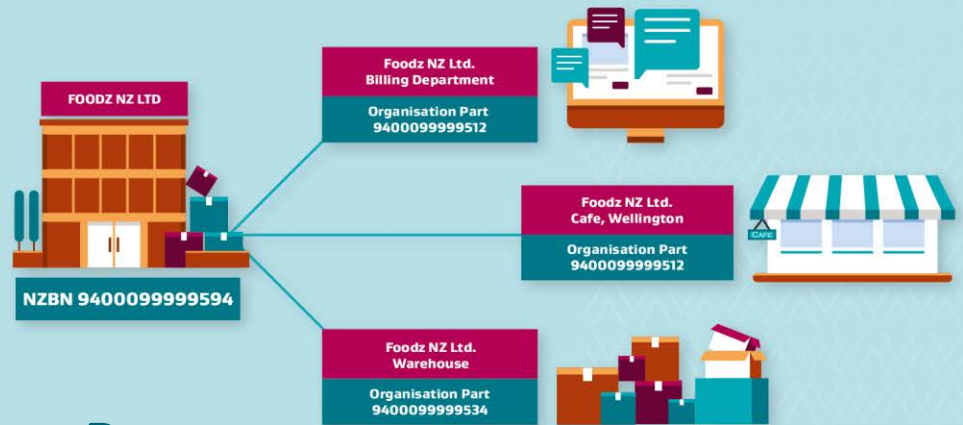 FOODZ NZ LTD
NZBN 9400099999594
Foodz NZ Ltd.
Billing Department
Organisation Part
9400099999512
Foodz NZ Ltd.
Cafe, Wellington
Organisation Part
9400099999512
CAFE
Foodz NZ Ltd.
Warehouse
Organisation Part
9400099999534